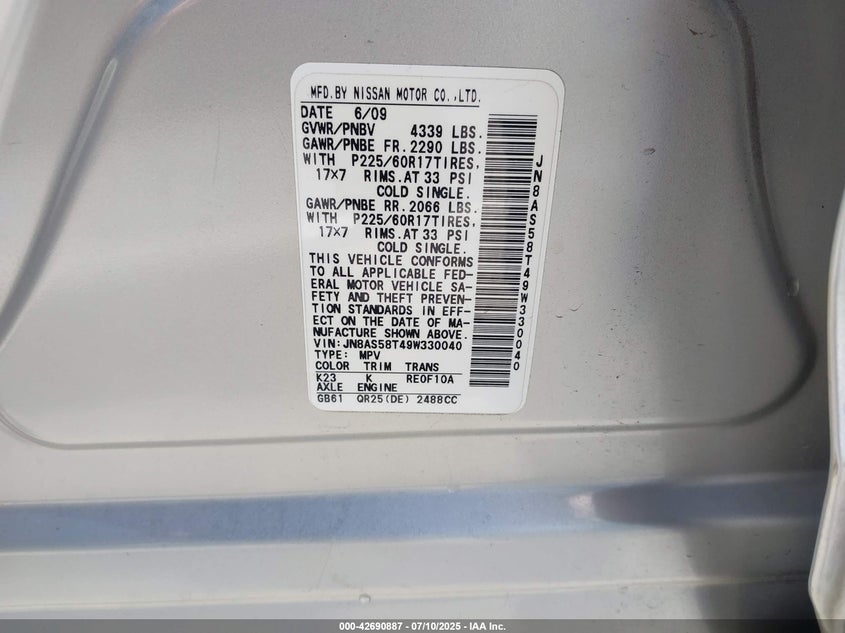 MFD.BY NISSAN MOTOR CO.,LTD.
DATE 6/09
GVWR/PNBV 4339 LBS.
GAWR/PNBE FR.2290 LBS.
WITH P225/60R17TIRES,
17×7 RIMS.AT 33 PSI
COLD SINGLE.
GAWR/PNBE RR.2066 LBS.
WITH P225/60R17TIRES,
17×7 RIMS.AT 33 PSI
COLD SINGLE.
THIS VEHICLE CONFORMS
TO ALL APPLICABLE FED-
ERAL MOTOR VEHICLE SA-
FETY AND THEFT PREVEN-
TION STANDARDS IN EFF-
ECT ON THE DATE OF MA-
NUFACTURE SHOWN ABOVE.
VIN:JN8AS58T49W330040
TYPE: MPV
COLOR TRIM TRANS
K23 K RE0F10A
AXLE ENGINE
GB61 QR25(DE) 2488CC
JN8AS58T49W330040
000-42690887 - 07/10/2025 - IAA Inc.